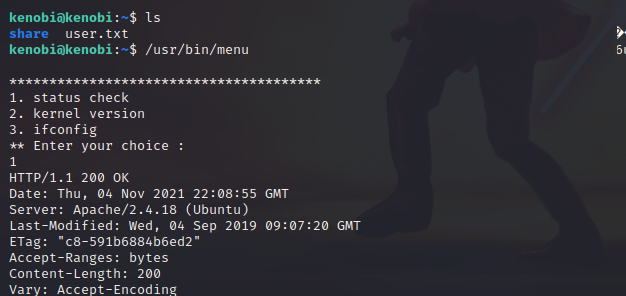 kenobi@kenobi:~$ ls
share  user.txt
kenobi@kenobi:~$ /usr/bin/menu
***************************************
1. status check
2. kernel version
3. ifconfig
** Enter your choice :
1
HTTP/1.1 200 OK
Date: Thu, 04 Nov 2021 22:08:55 GMT
Server: Apache/2.4.18 (Ubuntu)
Last-Modified: Wed, 04 Sep 2019 09:07:20 GMT
ETag: "c8-591b6884b6ed2"
Accept-Ranges: bytes
Content-Length: 200
Vary: Accept-Encoding